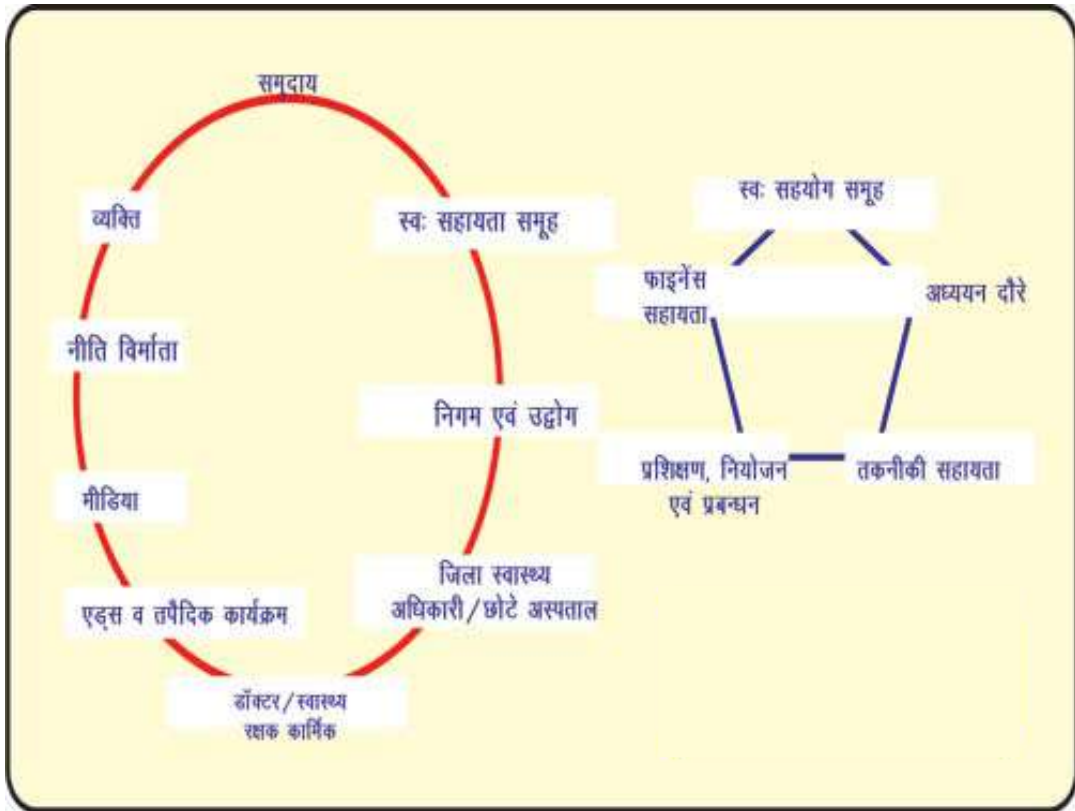 समुदाय
व्यक्ति
स्वः सहायता समूह
नीति विर्माता
निगम एवं उद्वोग
मीडिया
जिला स्वास्थ्य
अधिकारी/छोटे अस्पताल
एड्स व तपैदिक कार्यक्रम
डॉक्टर/स्वास्थ्य
रक्षक कार्मिक
स्वः सहयोग समूह
फाइनेंस
सहायता
अध्ययन दौरे
प्रशिक्षण, नियोजन
एवं प्रबन्धन
तकनीकी सहायता